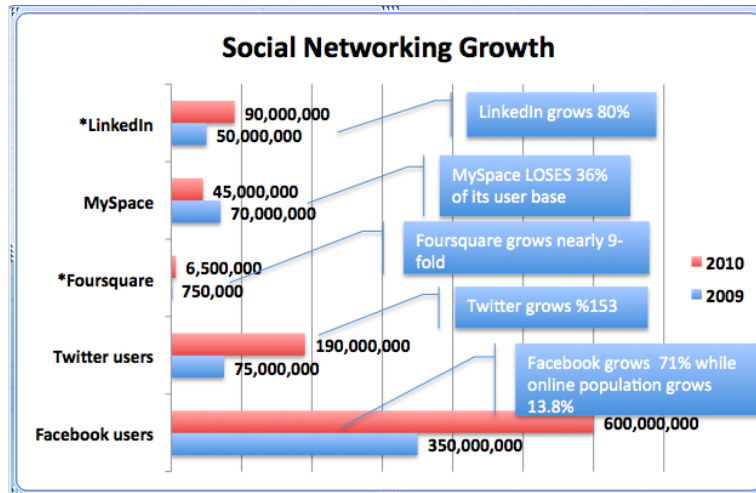 Social Networking Growth
*LinkedIn
90,000,000
50,000,000
LinkedIn grows 80%
MySpace
45,000,000
70,000,000
MySpace LOSES 36%
of its user base
*Foursquare
6,500,000
750,000
Foursquare grows nearly 9-
fold
2010
2009
Twitter users
190,000,000
75,000,000
Twitter grows %153
Facebook users
600,000,000
350,000,000
Facebook grows 71% while
online population grows
13.8%